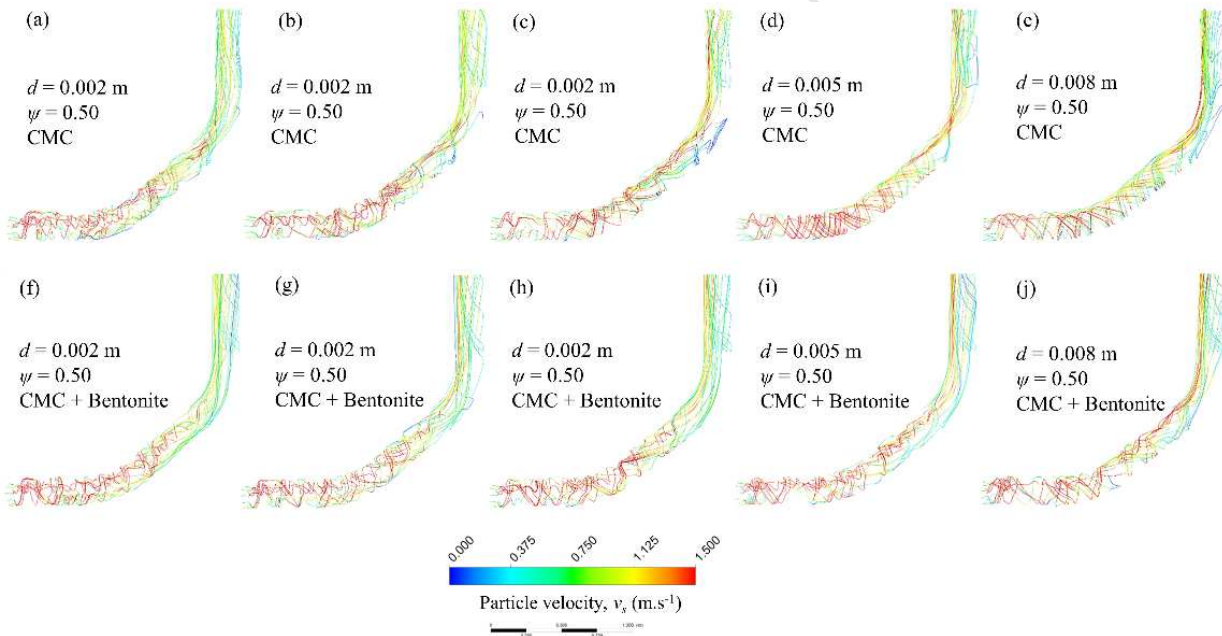 (a)
d = 0.002 m
ψ = 0.50
CMC
(b)
d = 0.002 m
ψ = 0.50
CMC
(c)
d = 0.002 m
ψ = 0.50
CMC
(d)
d = 0.005 m
ψ = 0.50
CMC
(e)
d = 0.008 m
ψ = 0.50
CMC
(f)
d = 0.002 m
ψ = 0.50
CMC + Bentonite
(g)
d = 0.002 m
ψ = 0.50
CMC + Bentonite
(h)
d = 0.002 m
ψ = 0.50
CMC + Bentonite
(i)
d = 0.005 m
ψ = 0.50
CMC + Bentonite
(j)
d = 0.008 m
ψ = 0.50
CMC + Bentonite
0.000 0.375 0.750 1.125 1.500
Particle velocity, vs (m.s-1)